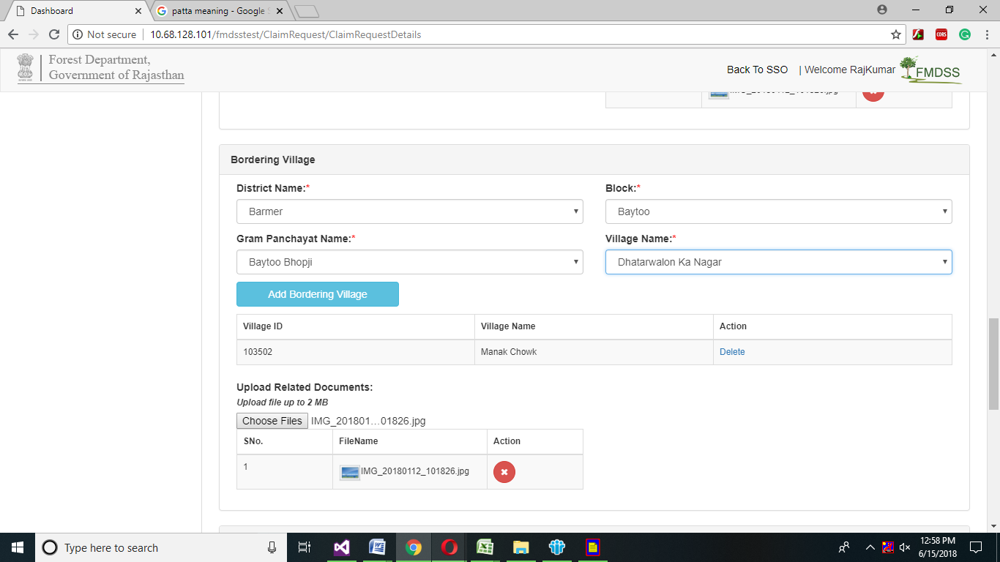 Dashboard
patta meaning - Google S
Not secure
10.68.128.101/fmdsstest/ClaimRequest/ClaimRequestDetails
CORS
Forest Department,
Government of Rajasthan
Back To SSO | Welcome RajKumar
FMDSS
IMG_20180112_101826.jpg
Bordering Village
District Name:*
Block:*
Barmer
Baytoo
Gram Panchayat Name:*
Village Name:*
Baytoo Bhopji
Dhatarwalon Ka Nagar
Add Bordering Village
Village ID Village Name Action
103502 Manak Chowk Delete
Upload Related Documents:
Upload file up to 2 MB
Choose Files IMG_201801…01826.jpg
SNo. FileName Action
1 IMG_20180112_101826.jpg
Type here to search
12:58 PM
6/15/2018